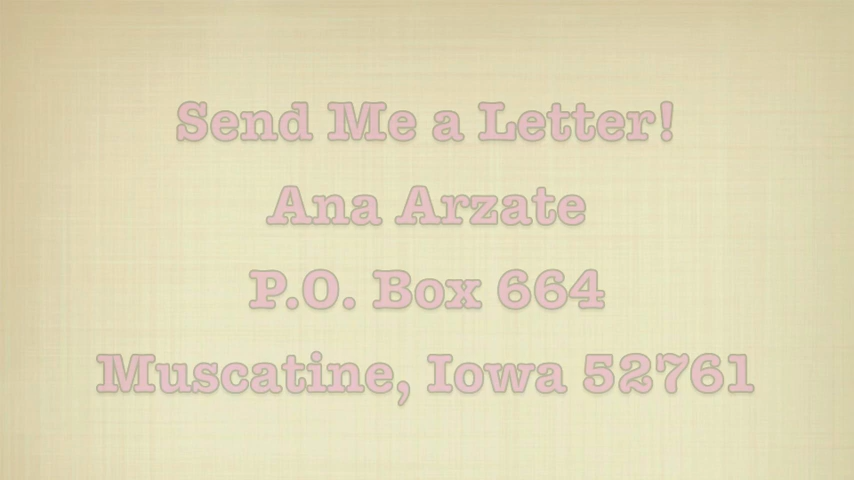 Send Me a Letter!
Ana Arzate
P.O. Box 664
Muscatine, Iowa 52761